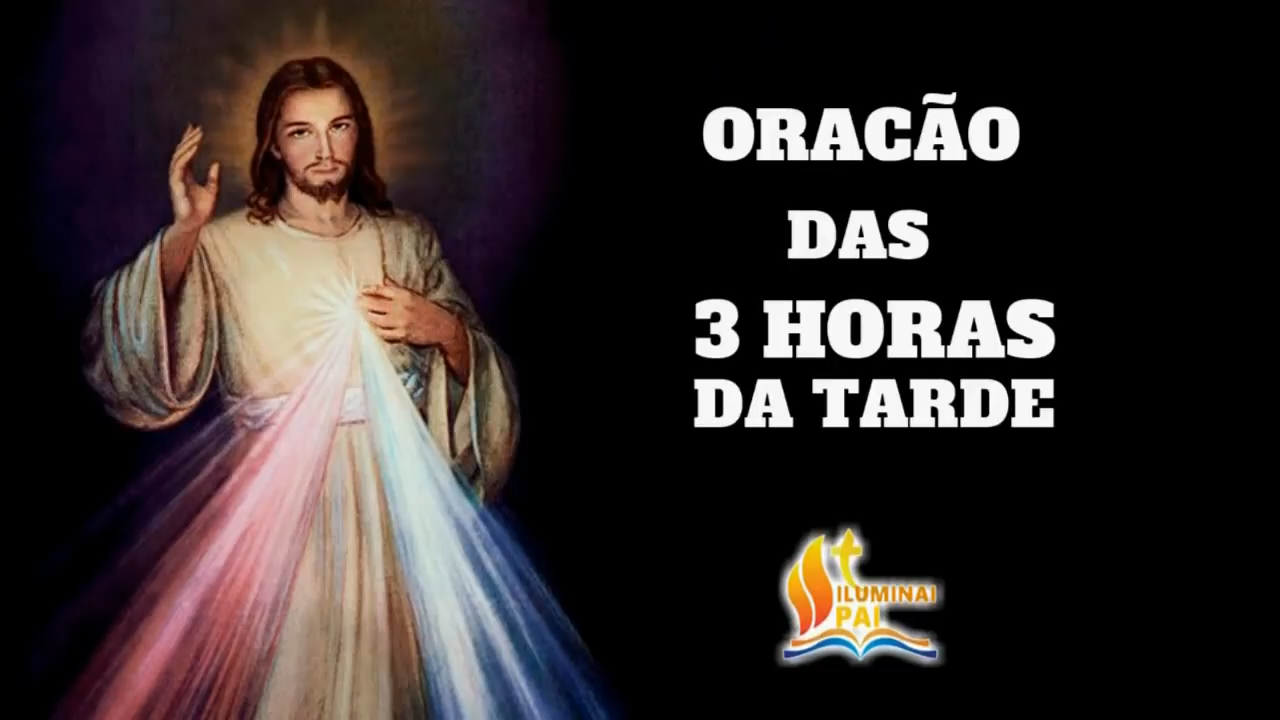 ORACÃO
DAS
3 HORAS
DA TARDE
ILUMINAI
PAI